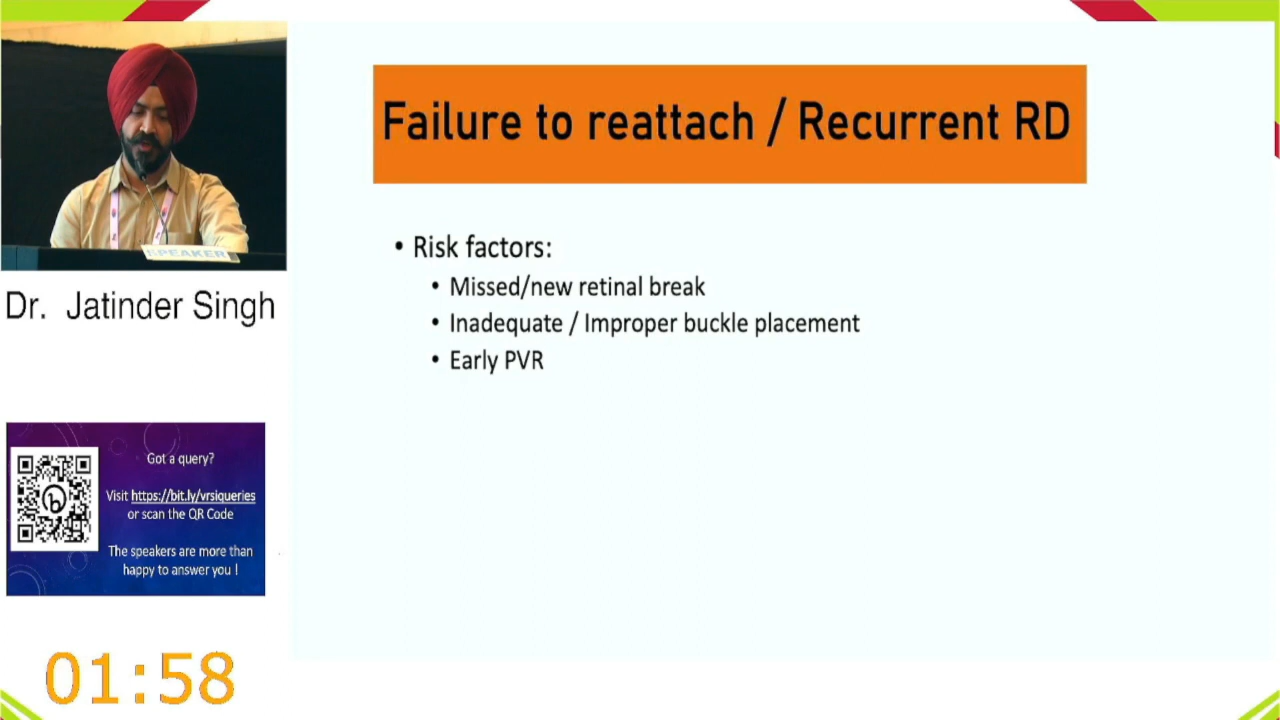 Failure to reattach / Recurrent RD
• Risk factors:
• Missed/new retinal break
• Inadequate / Improper buckle placement
• Early PVR
SPEAKER
Dr. Jatinder Singh
Got a query?
Visit https://bit.ly/vrsiqueries
or scan the QR Code
The speakers are more than
happy to answer you !
01:58